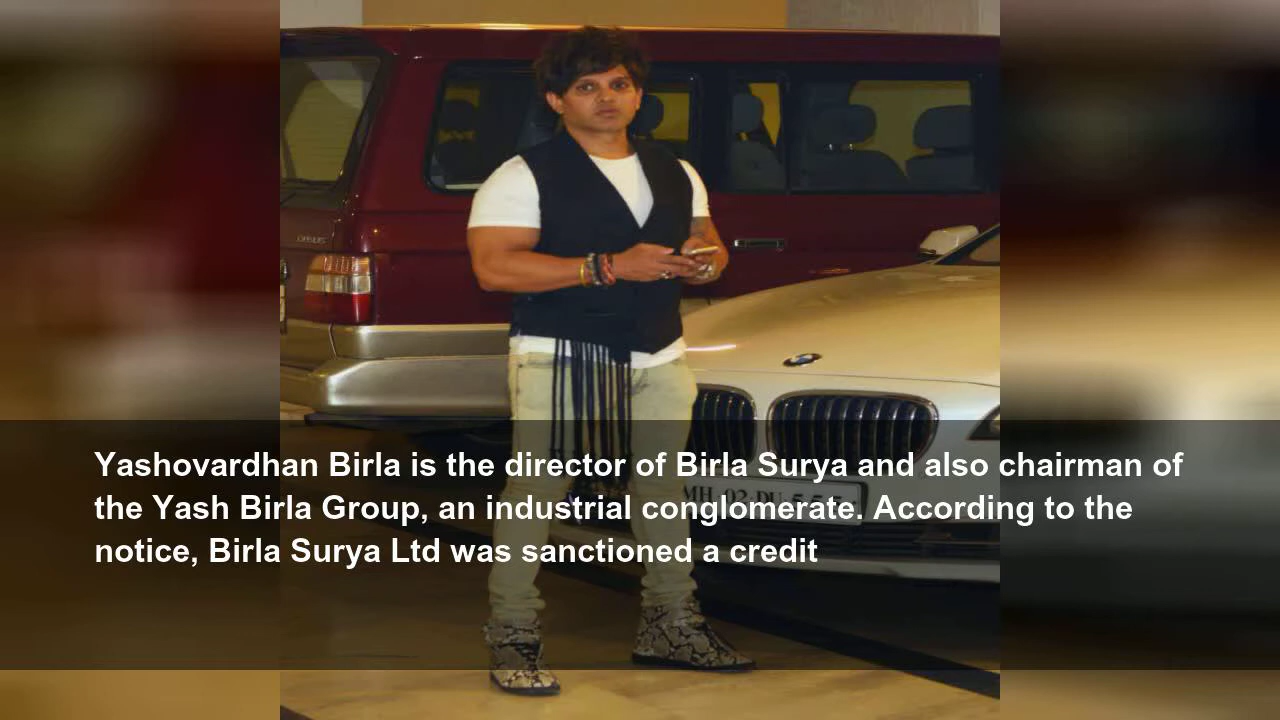 Yashovardhan Birla is the director of Birla Surya and also chairman of
the Yash Birla Group, an industrial conglomerate. According to the
notice, Birla Surya Ltd was sanctioned a credit